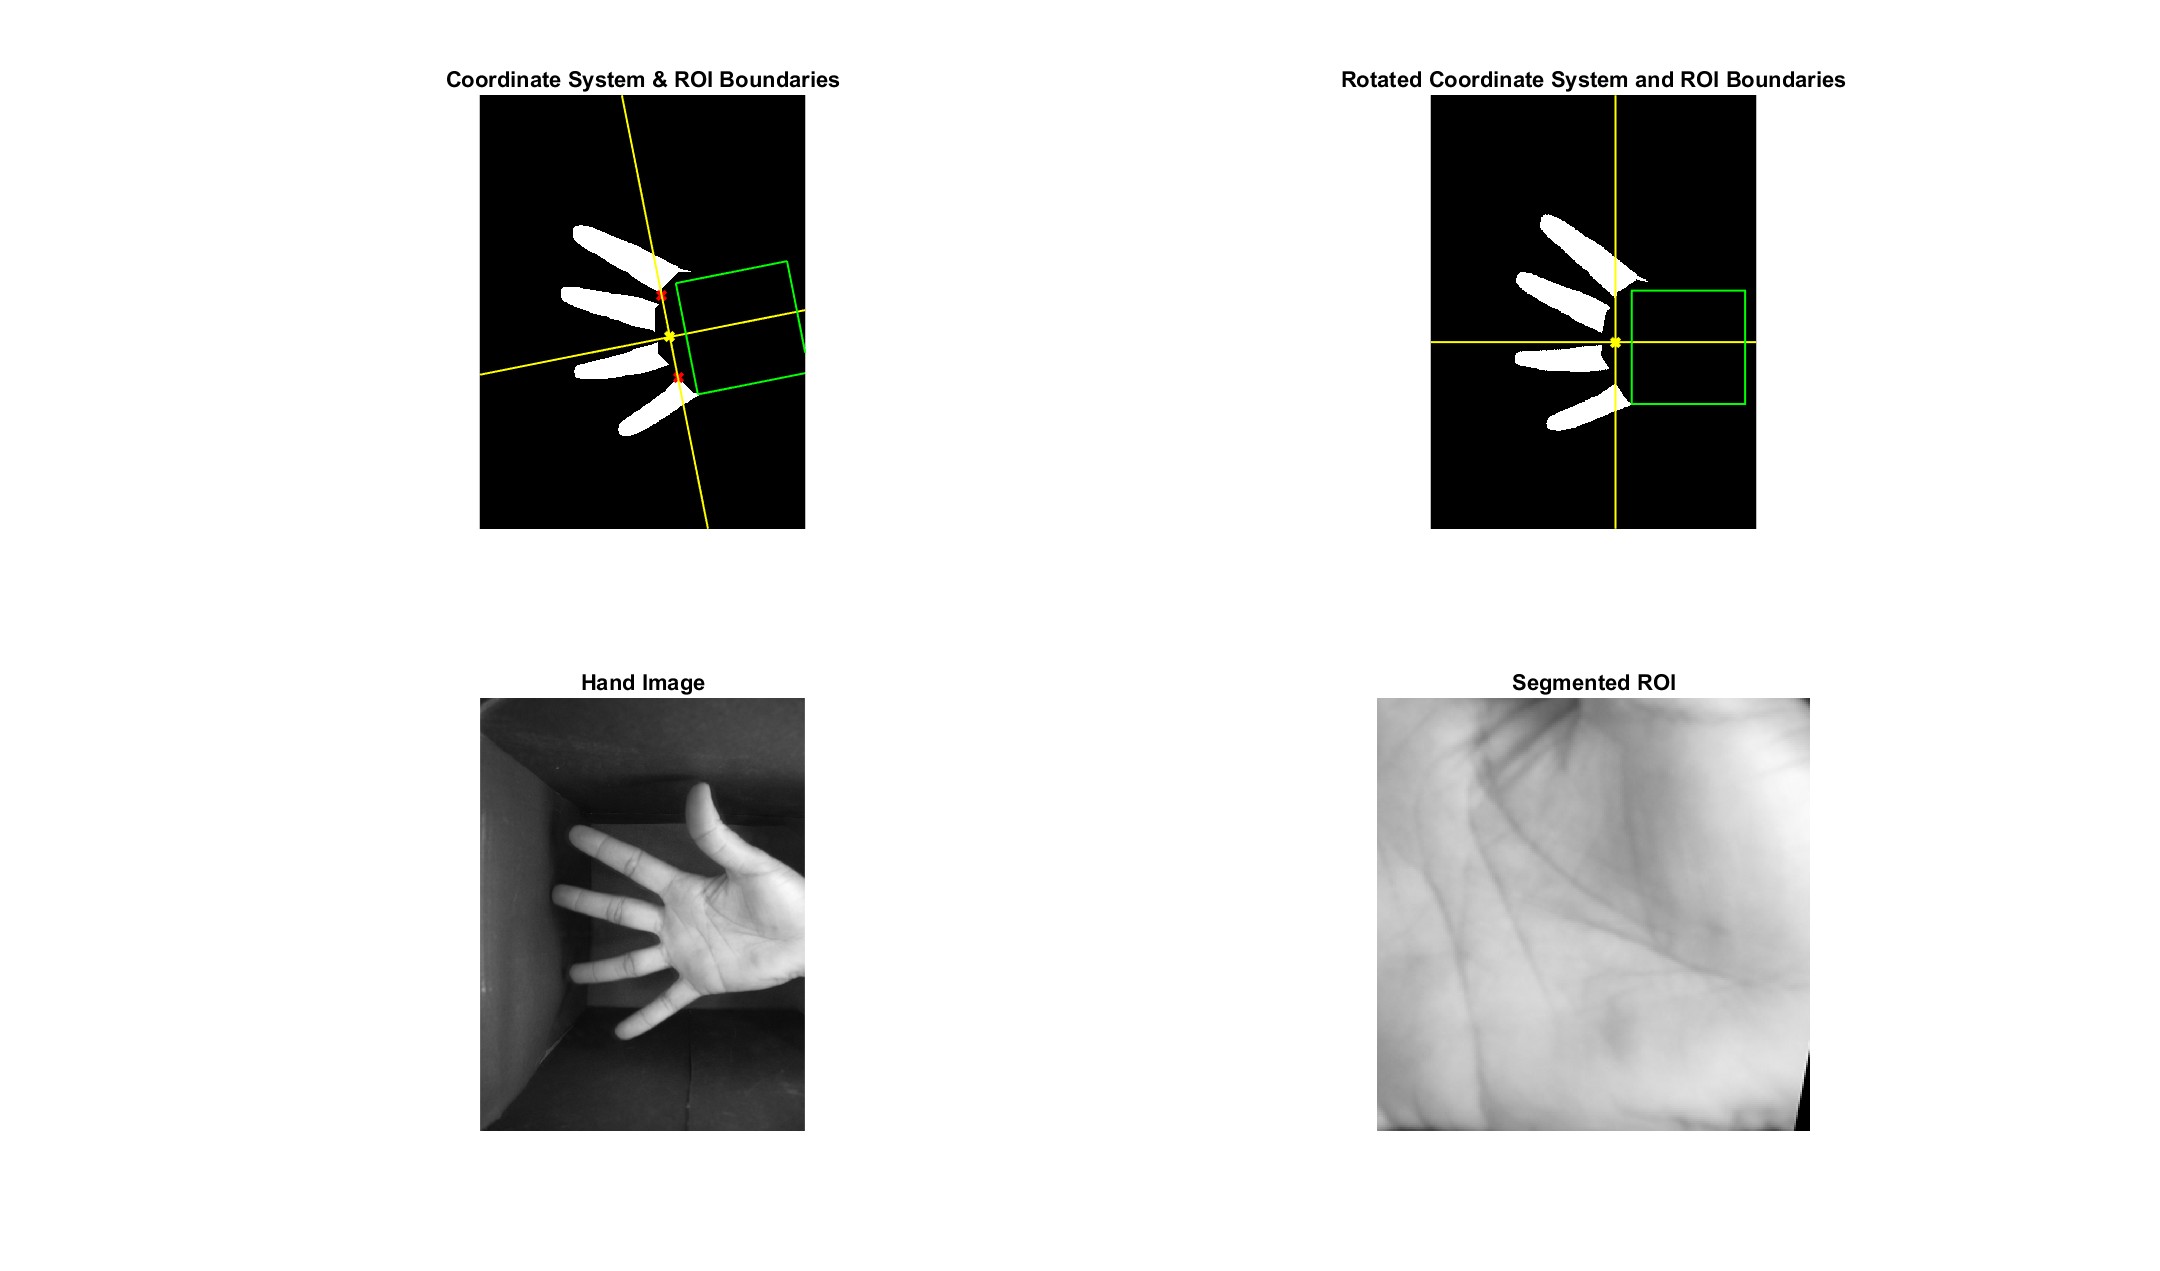 Coordinate System & ROI Boundaries
Rotated Coordinate System and ROI Boundaries
Hand Image
Segmented ROI